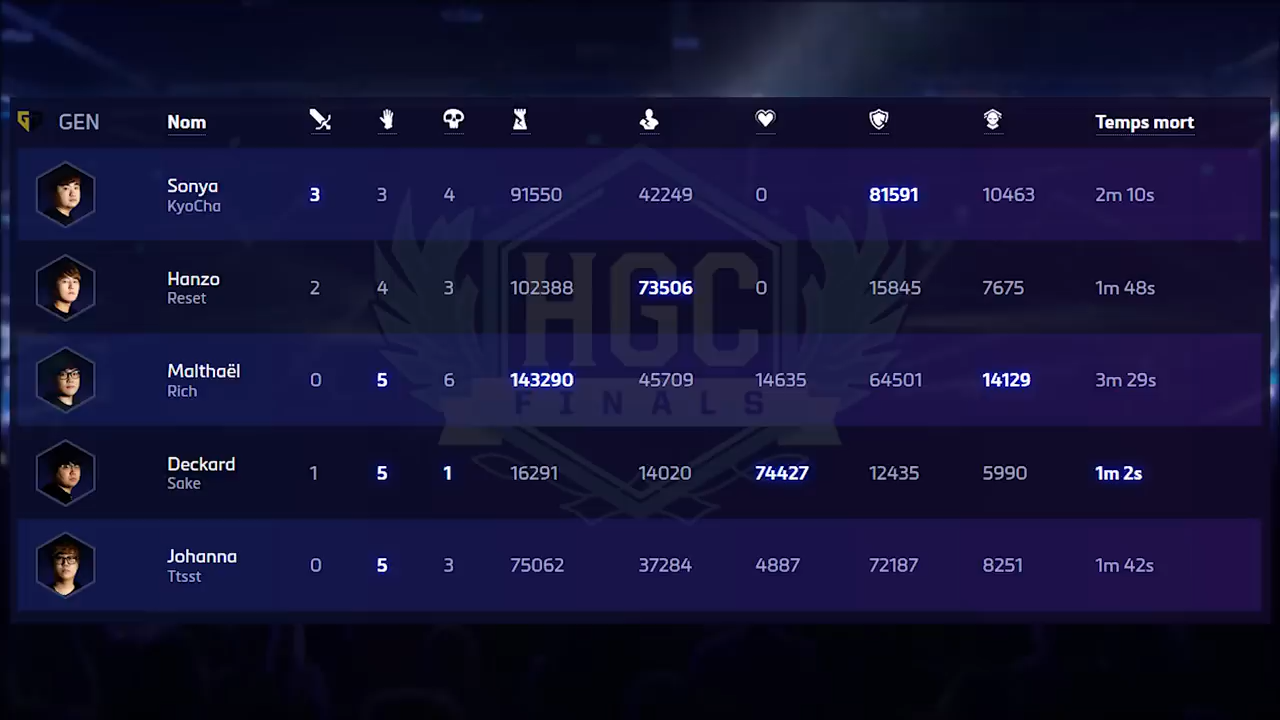 GEN Nom Temps mort
Sonya 3 3 4 91550 42249 0 81591 10463 2m 10s
KyoCha
Hanzo 2 4 3 102388 73506 0 15845 7675 1m 48s
Reset
Malthaël 0 5 6 143290 45709 14635 64501 14129 3m 29s
Rich
Deckard 1 5 1 16291 14020 74427 12435 5990 1m 2s
Sake
Johanna 0 5 3 75062 37284 4887 72187 8251 1m 42s
Ttsst
HGC
FINALS